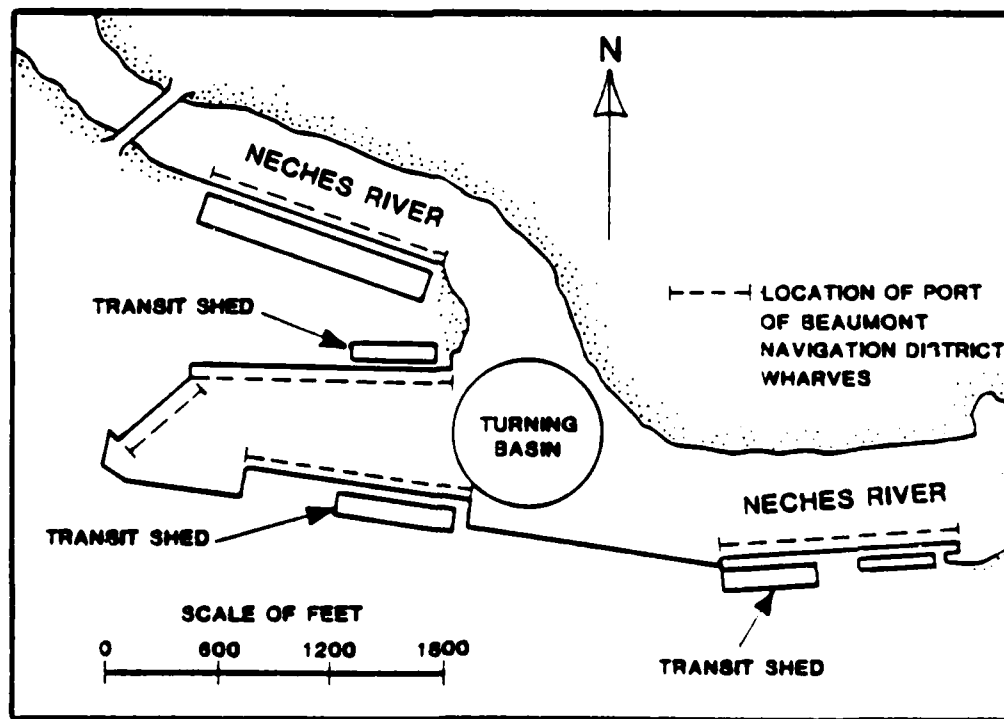 N
NECHES RIVER
TRANSIT SHED
LOCATION OF PORT
OF BEAUMONT
NAVIGATION DISTRICT
WHARVES
TURNING
BASIN
NECHES RIVER
TRANSIT SHED
SCALE OF FEET
0 600 1200 1800
TRANSIT SHED